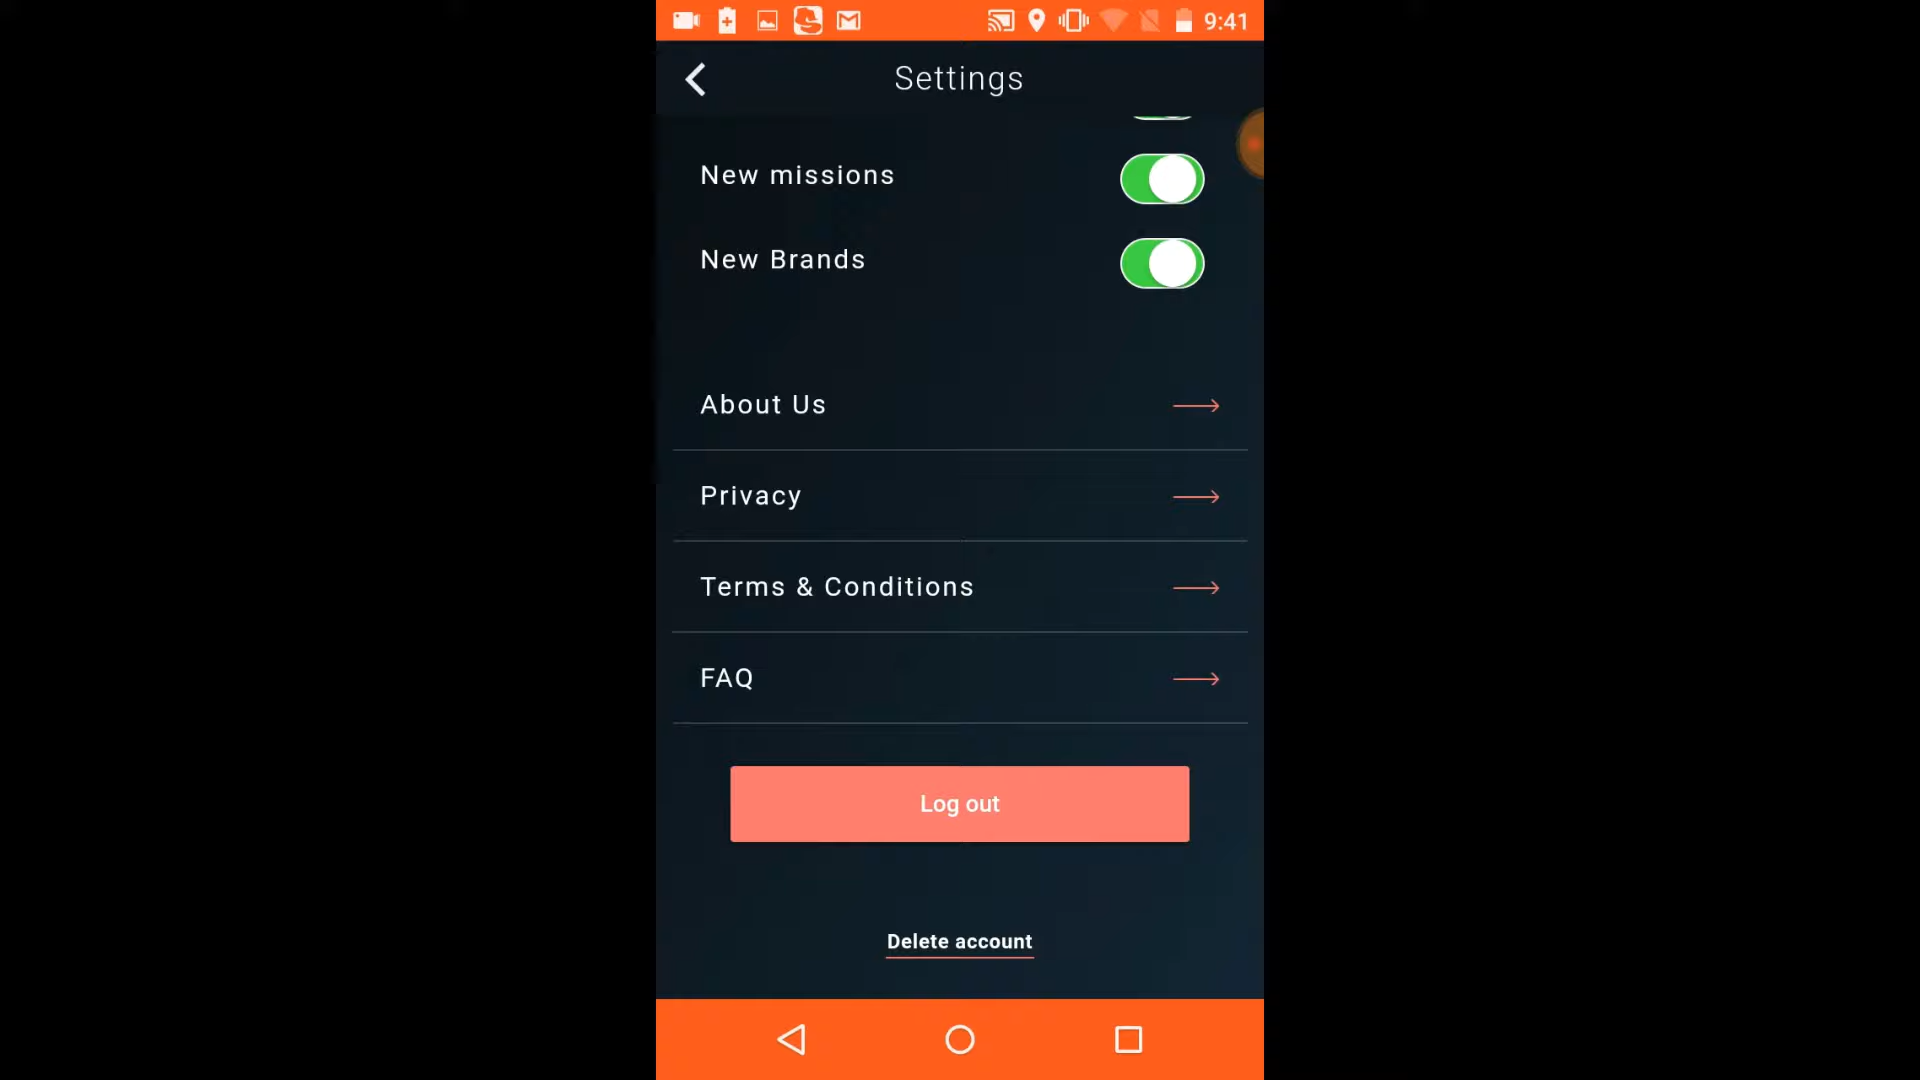 9:41
Settings
New missions
New Brands
About Us
Privacy
Terms & Conditions
FAQ
Log out
Delete account